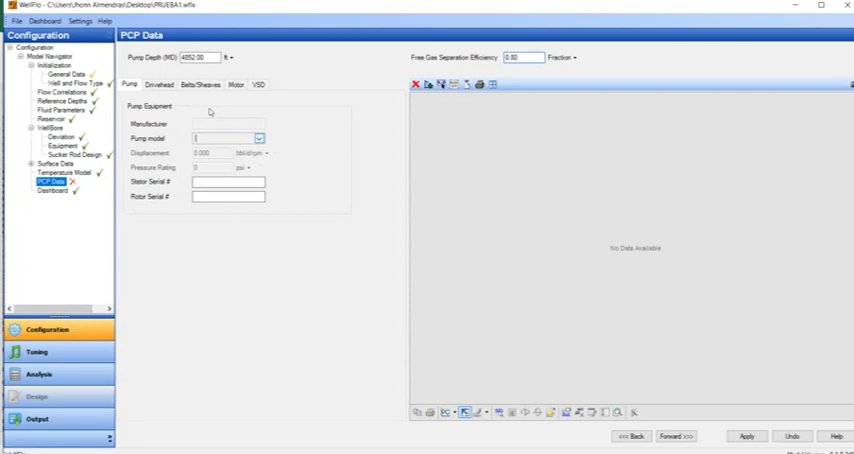 WellFlo - C:\Users\Jhonn Almendras\Desktop\PRUEBA1.wflx
File Dashboard Settings Help
Configuration
PCP Data
Configuration
Model Navigator
Initialization
General Data
Well and Flow Type
Flow Correlations
Reference Depths
Fluid Parameters
Reservoir
WellBore
Deviation
Equipment
Sucker Rod Design
Surface Data
Temperature Model
PCP Data
Dashboard
Pump Depth (MD) 4852.00 ft
Free Gas Separation Efficiency 0.80 Fraction
Pump Drivehead Belts/Sheaves Motor VSD
Pump Equipment
Manufacturer
Pump model
Displacement 0.000 bbl/d/rpm
Pressure Rating 0 psi
Stator Serial #
Rotor Serial #
No Data Available
Configuration
Tuning
Analysis
Design
Output
<<< Back Forward >>> Apply Undo Help